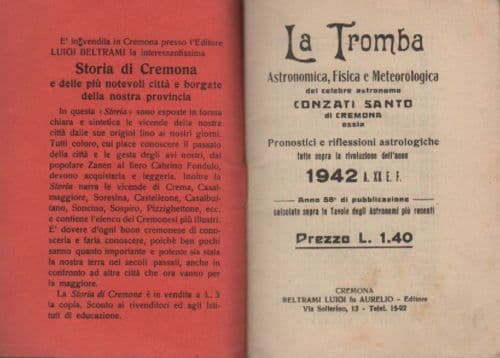 E' in vendita in Cremona presso l'Editore
LUIGI BELTRAMI la interessantissima
Storia di Cremona
e delle più notevoli città e borgate
della nostra provincia
In questa «Storia» sono esposte in forma
chiara e sintetica le vicende della nostra
città dalle sue origini fino ai nostri giorni.
Tutti coloro, cui piace conoscere il passato
della città e le gesta degli avi nostri, dal
popolare Zanen al fiero Cabrino Fondulo,
devono acquistarla e leggerla. Inoltre la
Storia narra le vicende di Crema, Casal-
maggiore, Soresina, Castelleone, Casalbut-
tano, Soncino, Sospiro, Pizzighettone, ecc.
e contiene l'elenco dei Cremonesi più illustri.
E' dovere d'ogni buon cremonese di cono-
scerla e farla conoscere, poichè ben pochi
sanno quanto importante e potente sia stata
la nostra terra nei secoli passati, anche in
confronto ad altre città che ora vanno per
la maggiore.
La Storia di Cremona è in vendita a L. 3
la copia, Sconto ai rivenditori ed agli Isti-
tuti di educazione.
La Tromba
Astronomica, Fisica e Meteorologica
del celebre astronomo
CONZATI SANTO
di CREMONA
ossia
Pronostici e riflessioni astrologiche
fatte sopra la rivoluzione dell'anno
1942 A. XX E. F.
Anno 56° di pubblicazione
calcolato sopra le Tavole degli Astronomi più recenti
Prezzo L. 1.40
CREMONA
BELTRAMI LUIGI fu AURELIO - Editore
Via Solferino, 13 - Telef. 15-92